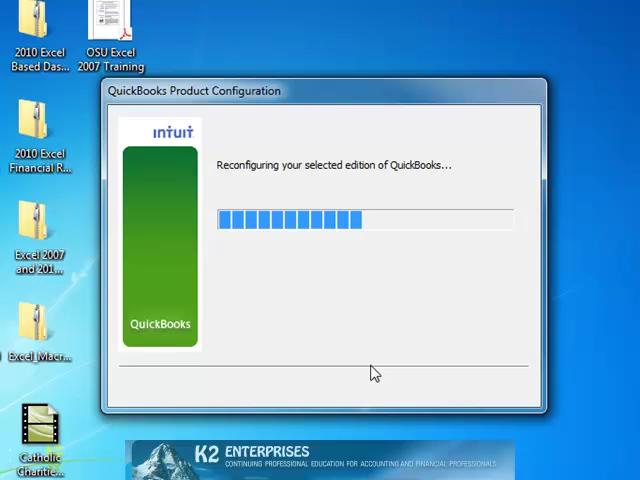 2010 Excel
Based Das...
OSU Excel
2007 Training
QuickBooks Product Configuration
intuit
Reconfiguring your selected edition of QuickBooks...
2010 Excel
Financial R...
Excel 2007
and 201...
QuickBooks
Excel_Macr...
Catholic
Charitie...
K2 ENTERPRISES
CONTINUING PROFESSIONAL EDUCATION FOR ACCOUNTING AND FINANCIAL PROFESSIONALS